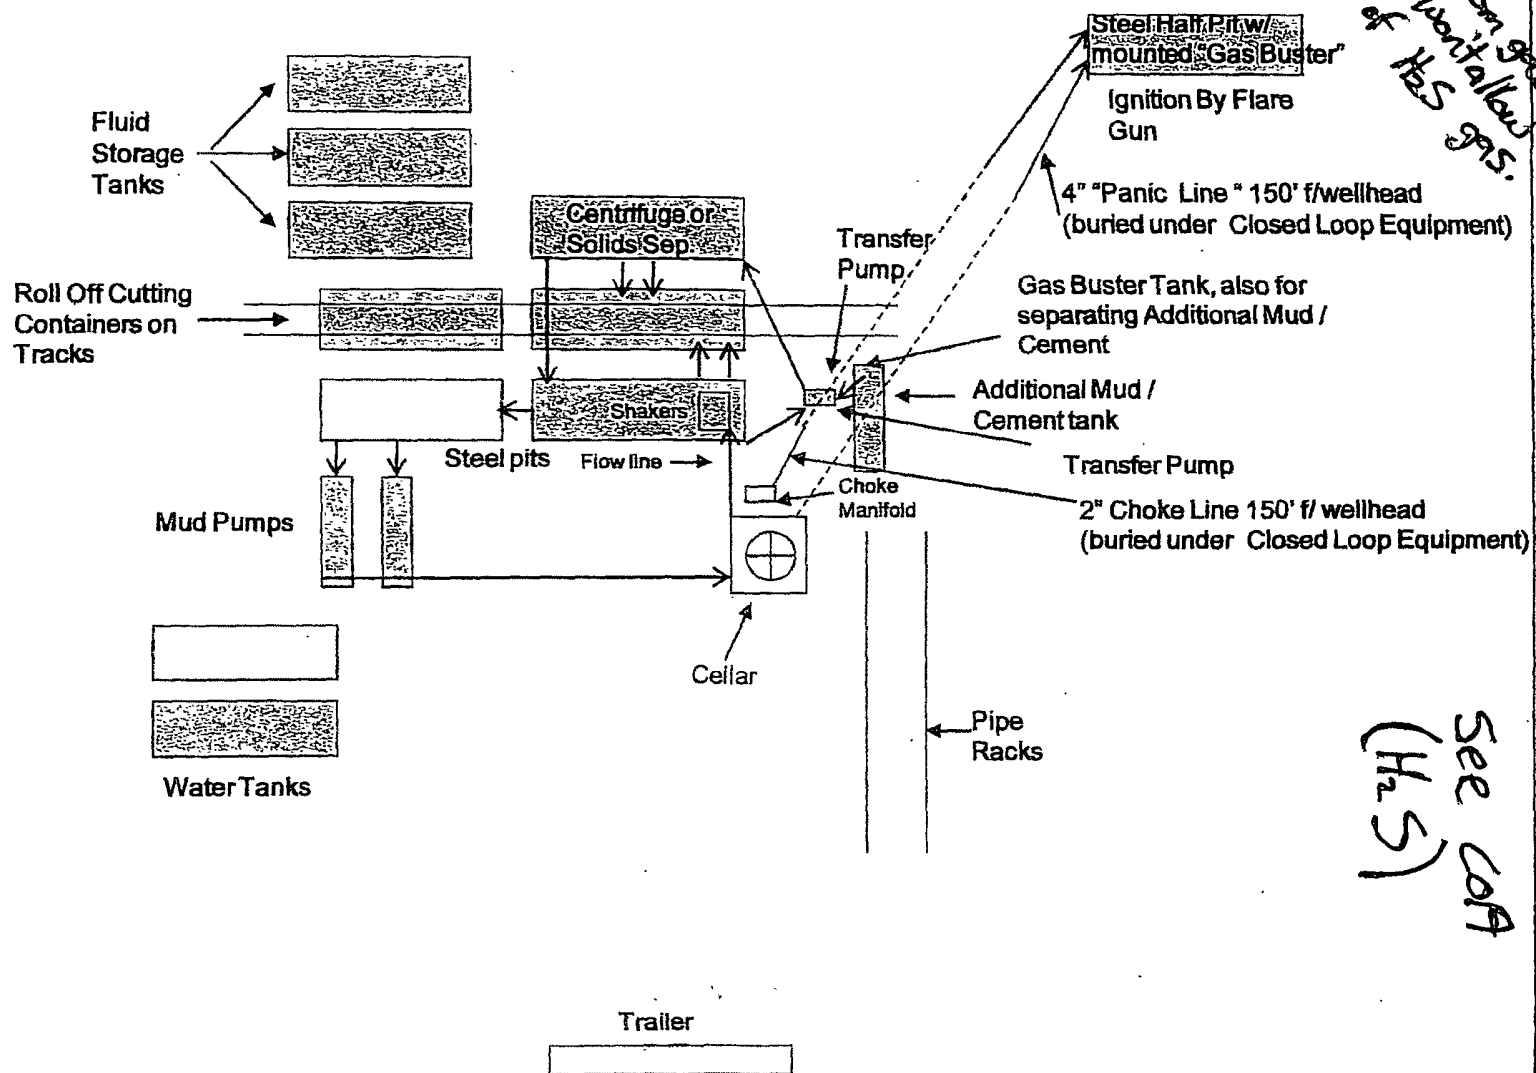 Steel Half Pit w/
mounted "Gas Buster"
Ignition By Flare
Gun
won't allow
of H2S gas.
Fluid
Storage
Tanks
4" "Panic Line " 150' f/wellhead
(buried under Closed Loop Equipment)
Centrifuge or
Solids Sep
Transfer
Pump
Roll Off Cutting
Containers on
Tracks
Gas Buster Tank, also for
separating Additional Mud /
Cement
Additional Mud /
Cement tank
Shakers
Steel pits
Flow line
Transfer Pump
Choke
Manifold
2" Choke Line 150' f/ wellhead
(buried under Closed Loop Equipment)
Mud Pumps
Cellar
Pipe
Racks
Water Tanks
See COA
(H2S)
Trailer